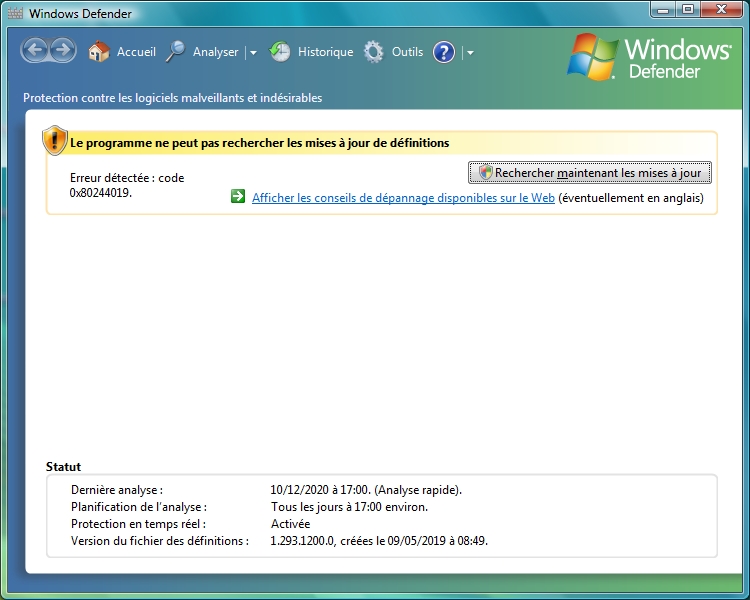 Windows Defender
Accueil Analyser Historique Outils ?
Windows
Defender
Protection contre les logiciels malveillants et indésirables
Le programme ne peut pas rechercher les mises à jour de définitions
Erreur détectée : code
0x80244019.
Rechercher maintenant les mises à jour
Afficher les conseils de dépannage disponibles sur le Web (éventuellement en anglais)
Statut
Dernière analyse : 10/12/2020 à 17:00. (Analyse rapide).
Planification de l'analyse : Tous les jours à 17:00 environ.
Protection en temps réel : Activée
Version du fichier des définitions : 1.293.1200.0, créées le 09/05/2019 à 08:49.